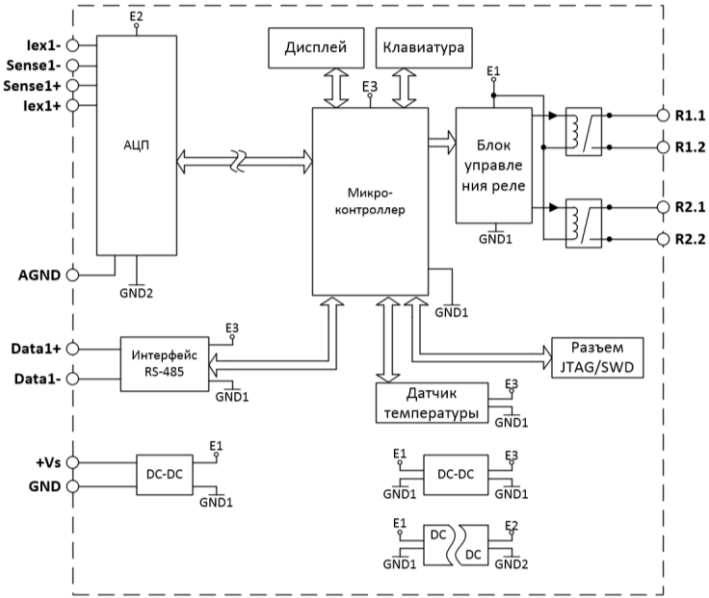 E2
Iex1-
Sense1-
Sense1+
Iex1+
АЦП
AGND
GND2
Дисплей
Клавиатура
E3
Микро-
контроллер
GND1
E1
Блок
управле
ния реле
GND1
R1.1
R1.2
R2.1
R2.2
Data1+
Data1-
Интерфейс
RS-485
E3
GND1
Разъем
JTAG/SWD
Датчик
температуры
E3
GND1
+Vs
GND
DC-DC
E1
GND1
E1
GND1
DC-DC
E3
GND1
E1
GND1
DC
DC
E2
GND2